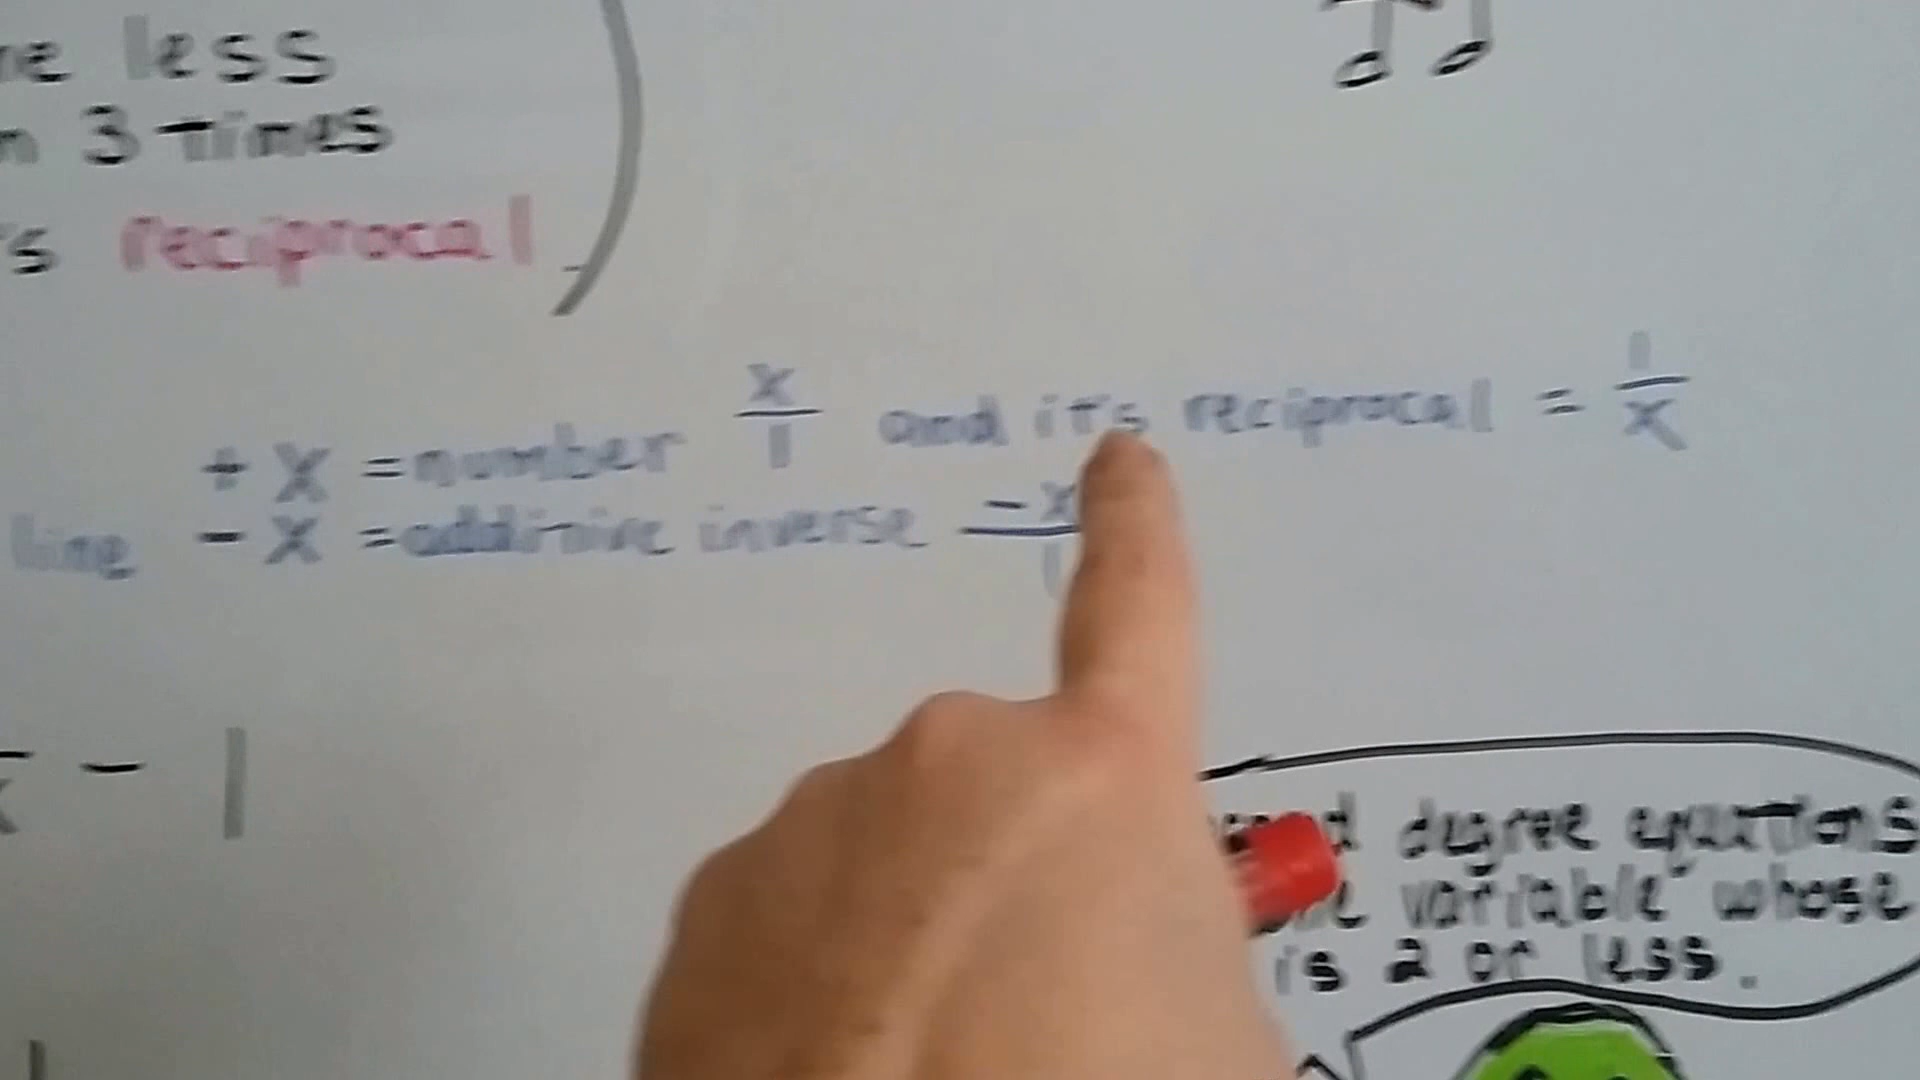 less
3 times
's reciprocal.
+ x = number x/1 and it's reciprocal = 1/x
line - x = additive inverse -x/1
- 1
degree equations
variable whose
is 2 or less.